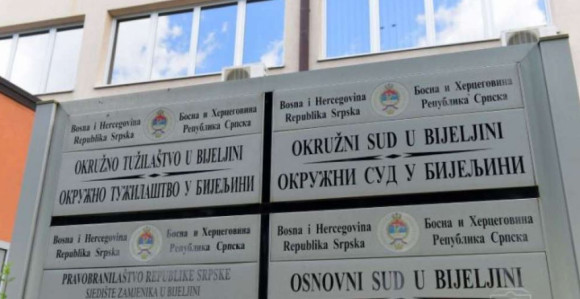 Bosna i Hercegovina
Republika Srpska
Босна и Херцеговина
Република Српска
OKRUŽNO TUŽILAŠTVO U BIJELJINI
ОКРУЖНО ТУЖИЛАШТВО У БИЈЕЉИНИ
Bosna i Hercegovina
Republika Srpska
Босна и Херцеговина
Република Српска
OKRUŽNI SUD U BIJELJINI
ОКРУЖНИ СУД У БИЈЕЉИНИ
Bosna i Hercegovina
Republika Srpska
Босна и Херцеговина
Република Српска
PRAVOBRANILAŠTVO REPUBLIKE SRPSKE
SJEDIŠTE ZAMJENIKA U BIJELJINI
Bosna i Hercegovina
Republika Srpska
Босна и Херцеговина
Република Српска
OSNOVNI SUD U BIJELJINI